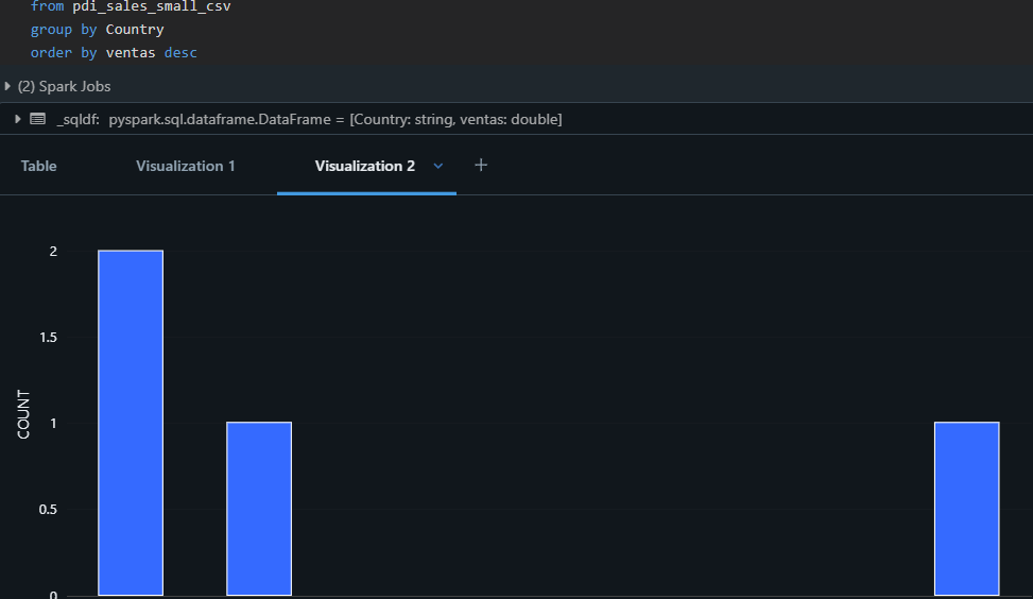 from pdi_sales_small_csv
group by Country
order by ventas desc
(2) Spark Jobs
_sqldf: pyspark.sql.dataframe.DataFrame = [Country: string, ventas: double]
Table Visualization 1 Visualization 2 +
2
1.5
COUNT
1
0.5
0